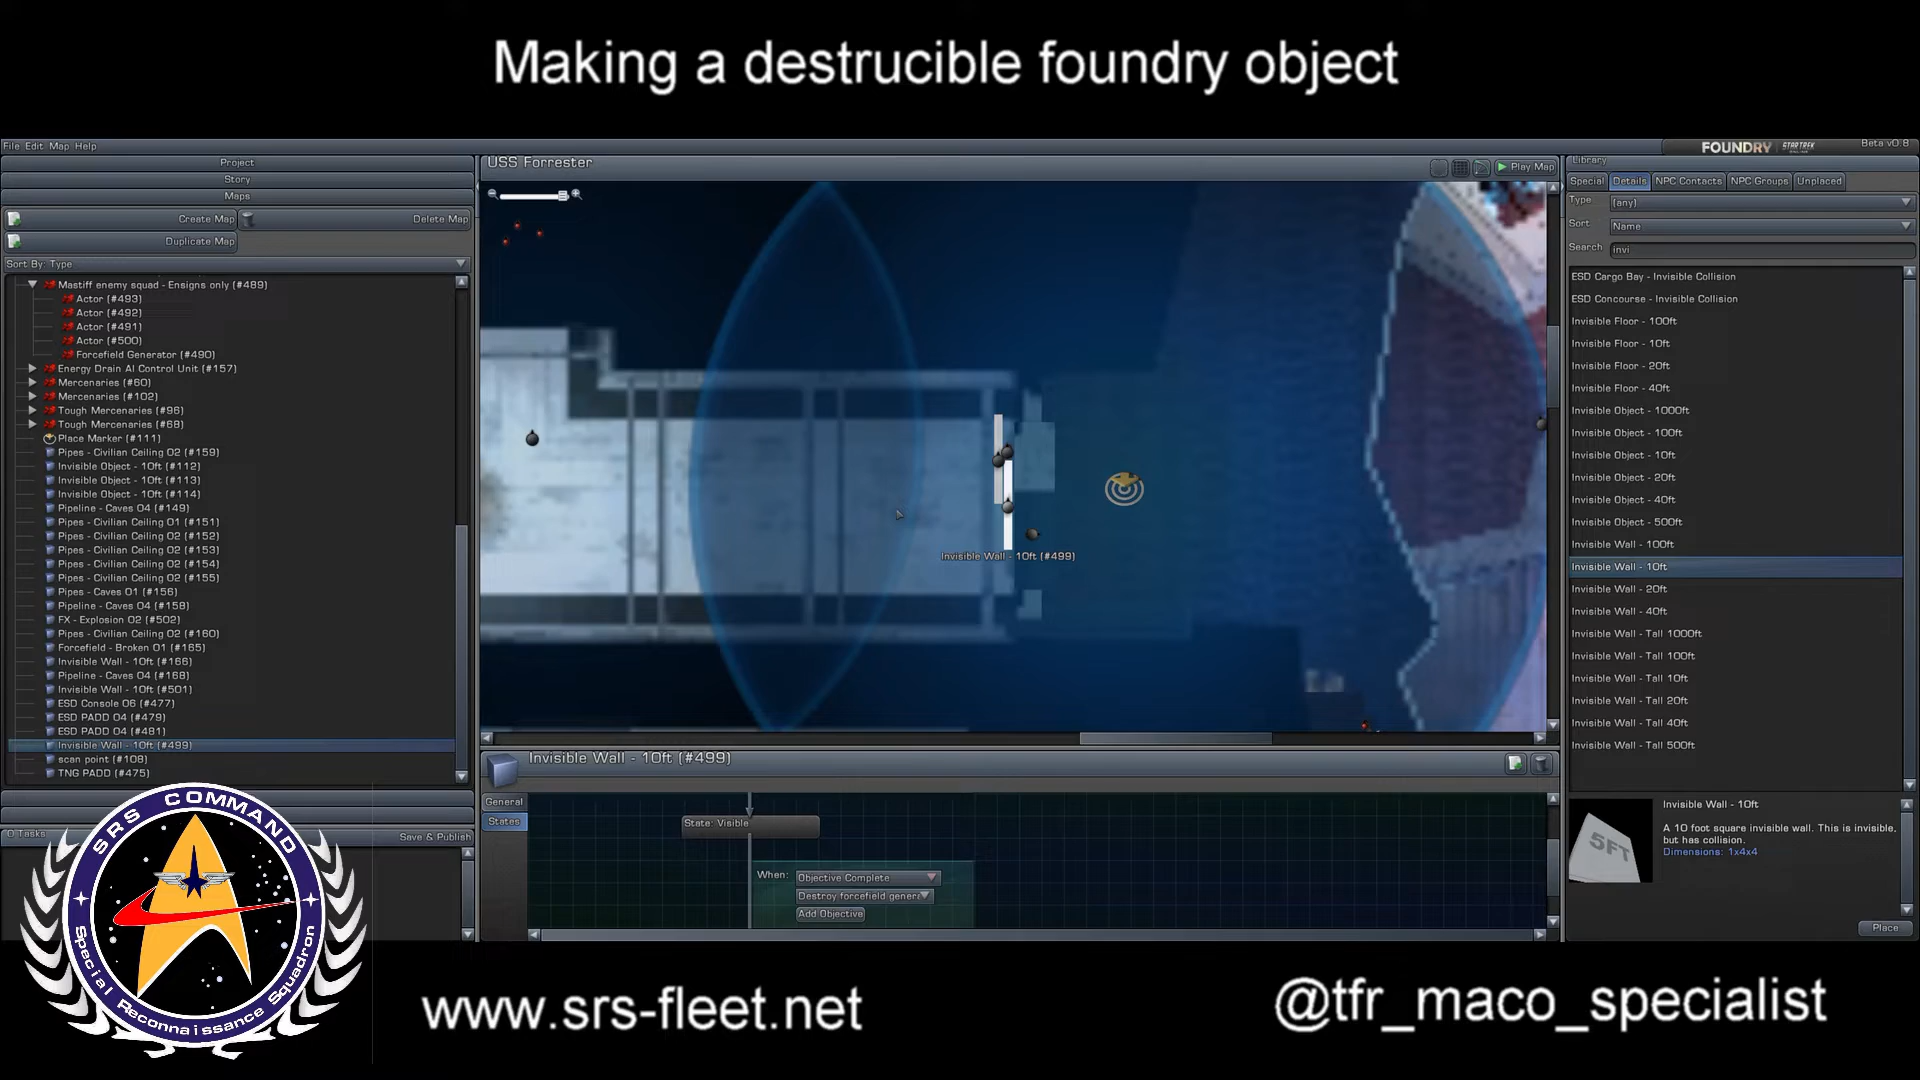 Making a destrucible foundry object
File Edit Map Help
FOUNDRY
STAR TREK
Beta v0.8
Project
Story
Maps
Create Map
Delete Map
Duplicate Map
Sort By: Type
Mastiff enemy squad - Ensigns only (#489)
Actor (#493)
Actor (#492)
Actor (#491)
Actor (#500)
Forcefield Generator (#490)
Energy Drain AI Control Unit (#157)
Mercenaries (#60)
Mercenaries (#102)
Tough Mercenaries (#96)
Tough Mercenaries (#68)
Place Marker (#111)
Pipes - Civilian Ceiling 02 (#159)
Invisible Object - 10ft (#112)
Invisible Object - 10ft (#113)
Invisible Object - 10ft (#114)
Pipeline - Caves 04 (#149)
Pipes - Civilian Ceiling 01 (#151)
Pipes - Civilian Ceiling 02 (#152)
Pipes - Civilian Ceiling 02 (#153)
Pipes - Civilian Ceiling 02 (#154)
Pipes - Civilian Ceiling 02 (#155)
Pipes - Caves 01 (#156)
Pipeline - Caves 04 (#158)
FX - Explosion 02 (#502)
Pipes - Civilian Ceiling 02 (#160)
Forcefield - Broken 01 (#165)
Invisible Wall - 10ft (#166)
Pipeline - Caves 04 (#168)
Invisible Wall - 10ft (#501)
ESD Console 06 (#477)
ESD PADD 04 (#479)
ESD PADD 04 (#481)
Invisible Wall - 10ft (#499)
scan point (#108)
TNG PADD (#475)
0 Tasks
Save & Publish
USS Forrester
Play Map
Invisible Wall - 10ft (#499)
Invisible Wall - 10ft (#499)
General
States
State: Visible
When:
Objective Complete
Destroy forcefield gener
Add Objective
Library
Special
Details
NPC Contacts
NPC Groups
Unplaced
Type
(any)
Sort
Name
Search
invi
ESD Cargo Bay - Invisible Collision
ESD Concourse - Invisible Collision
Invisible Floor - 100ft
Invisible Floor - 10ft
Invisible Floor - 20ft
Invisible Floor - 40ft
Invisible Object - 1000ft
Invisible Object - 100ft
Invisible Object - 10ft
Invisible Object - 20ft
Invisible Object - 40ft
Invisible Object - 500ft
Invisible Wall - 100ft
Invisible Wall - 10ft
Invisible Wall - 20ft
Invisible Wall - 40ft
Invisible Wall - Tall 1000ft
Invisible Wall - Tall 100ft
Invisible Wall - Tall 10ft
Invisible Wall - Tall 20ft
Invisible Wall - Tall 40ft
Invisible Wall - Tall 500ft
5FT
Invisible Wall - 10ft
A 10 foot square invisible wall. This is invisible,
but has collision.
Dimensions: 1x4x4
Place
SRS COMMAND
Special Reconnaissance Squadron
www.srs-fleet.net
@tfr_maco_specialist